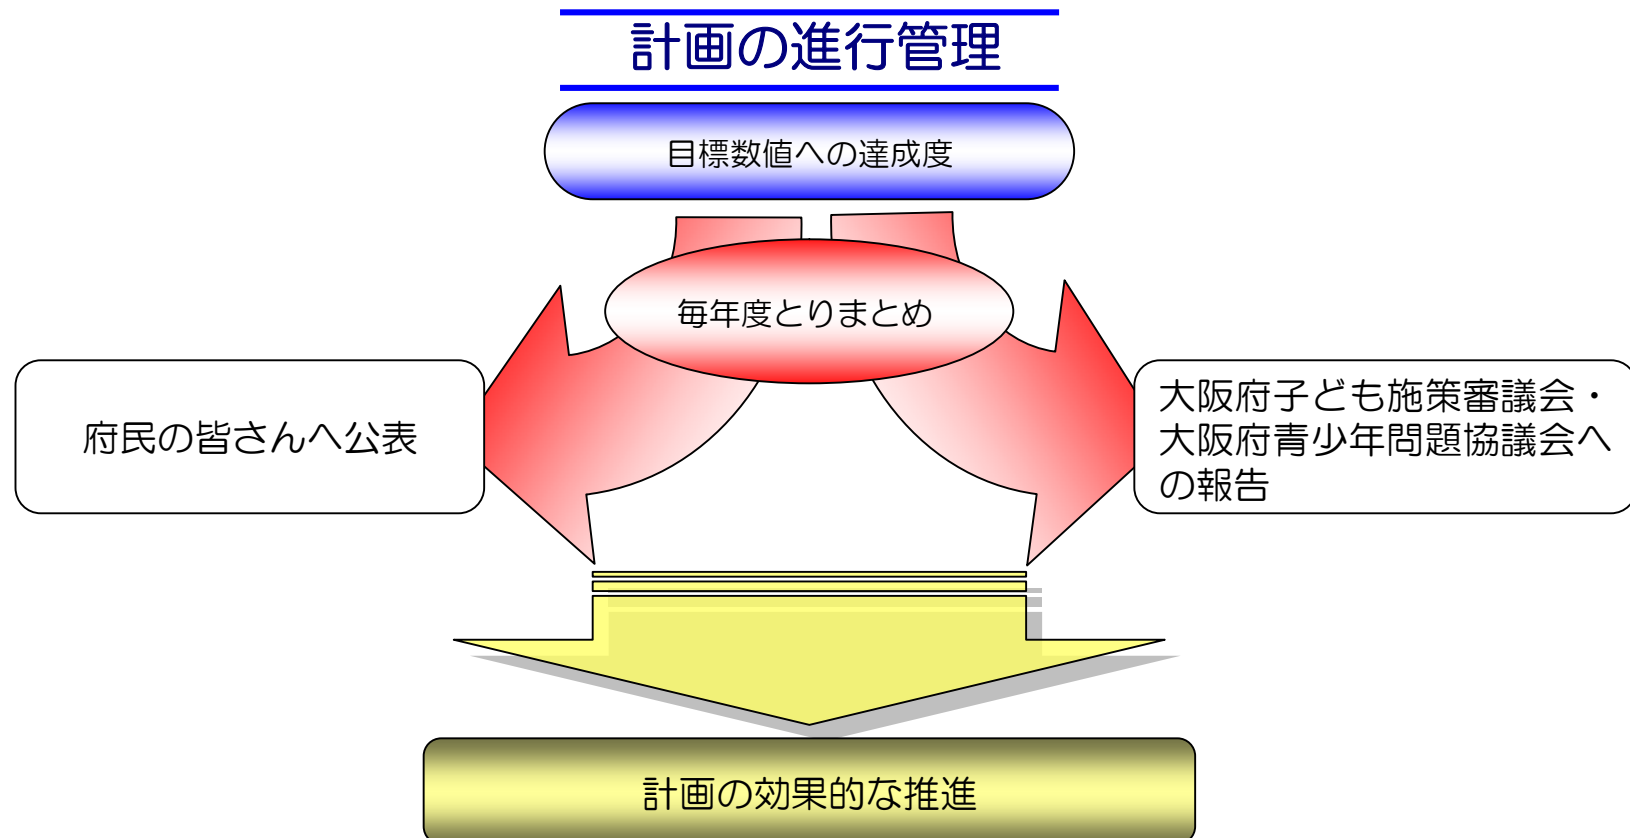 計画の進行管理
目標数値への達成度
毎年度とりまとめ
府民の皆さんへ公表
大阪府子ども施策審議会・
大阪府青少年問題協議会へ
の報告
計画の効果的な推進